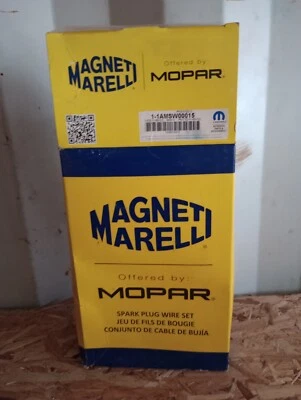 MAGNETI
MARELLI
Offered by:
MOPAR®
1-1AMSW00015
MAGNETI
MARELLI®
Offered by:
MOPAR®
SPARK PLUG WIRE SET
JEU DE FILS DE BOUGIE
CONJUNTO DE CABLE DE BUJÍA